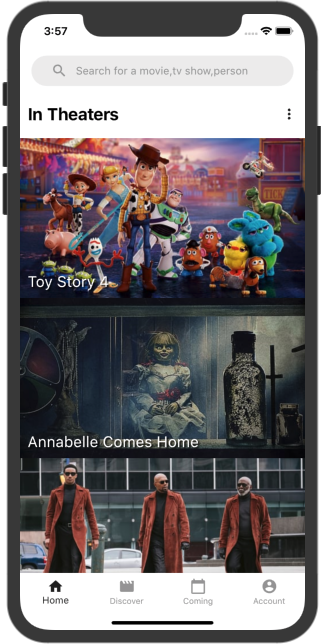 3:57
Search for a movie,tv show,person
In Theaters
Toy Story 4
Annabelle Comes Home
Home Discover Coming Account